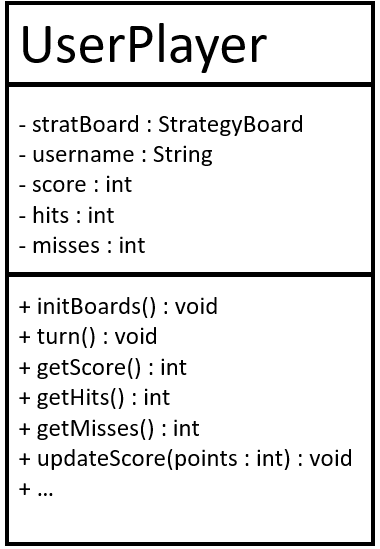 UserPlayer
- stratBoard : StrategyBoard
- username : String
- score : int
- hits : int
- misses : int
+ initBoards() : void
+ turn() : void
+ getScore() : int
+ getHits() : int
+ getMisses() : int
+ updateScore(points : int) : void
+ ...